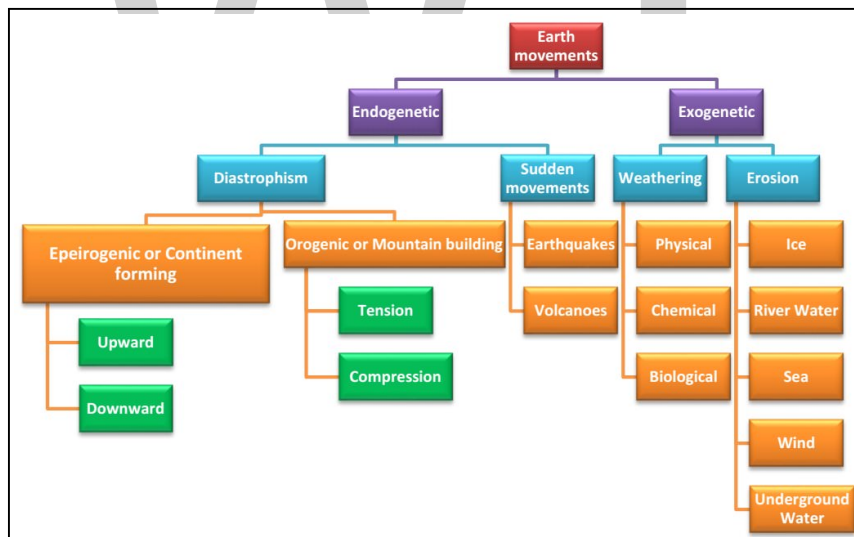 Earth
movements
Endogenetic
Exogenetic
Diastrophism
Sudden
movements
Weathering
Erosion
Epeirogenic or Continent
forming
Orogenic or Mountain building
Earthquakes
Physical
Ice
Upward
Tension
Volcanoes
Chemical
River Water
Downward
Compression
Biological
Sea
Wind
Underground
Water